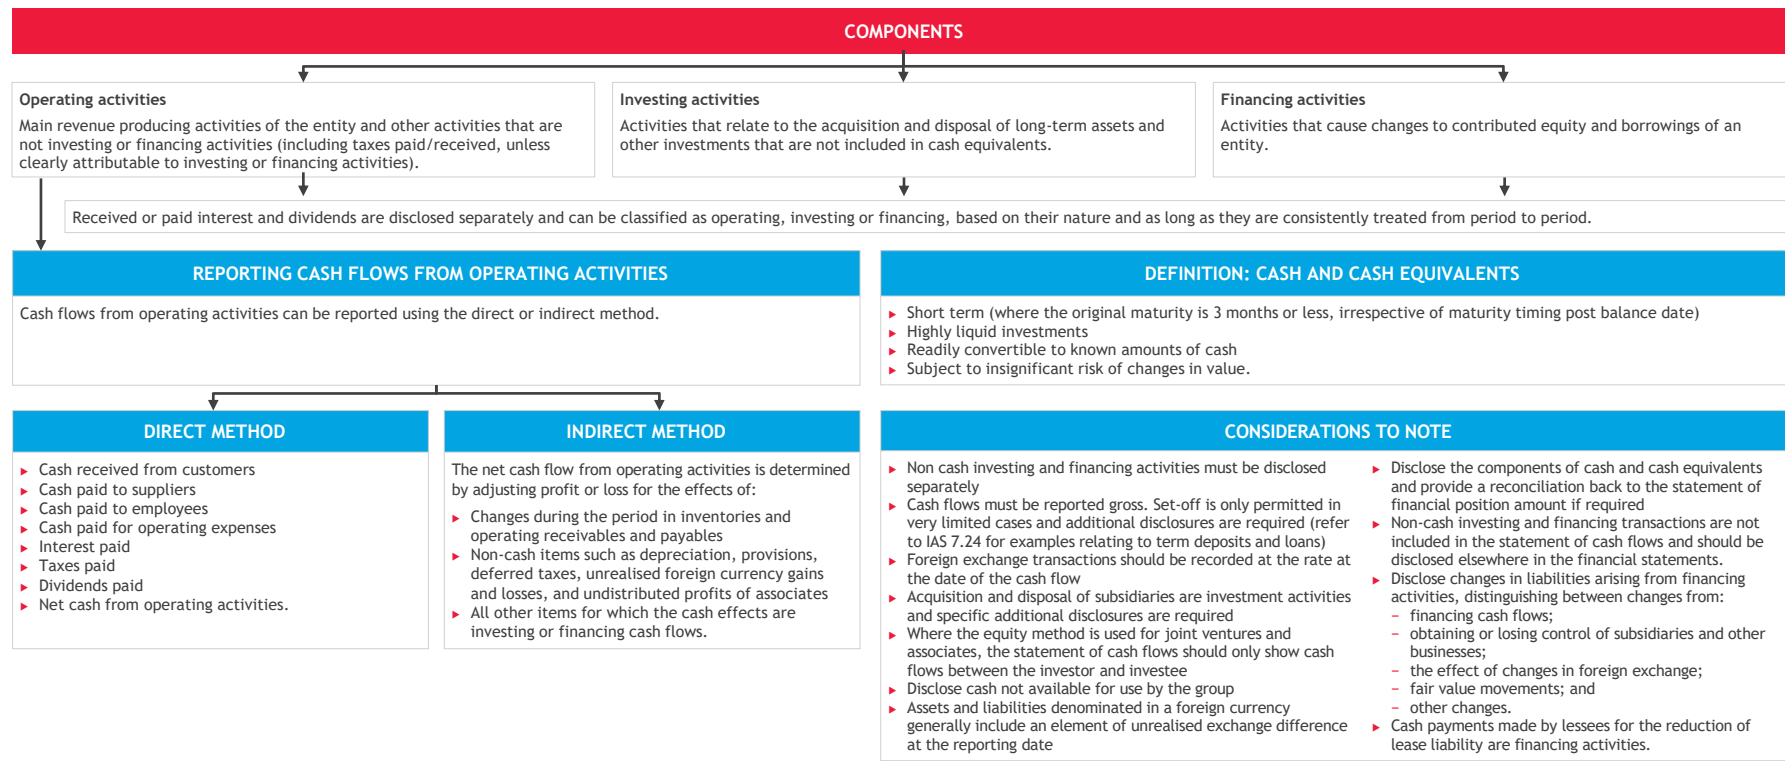 COMPONENTS
Operating activities
Main revenue producing activities of the entity and other activities that are
not investing or financing activities (including taxes paid/received, unless
clearly attributable to investing or financing activities).
Investing activities
Activities that relate to the acquisition and disposal of long-term assets and
other investments that are not included in cash equivalents.
Financing activities
Activities that cause changes to contributed equity and borrowings of an
entity.
Received or paid interest and dividends are disclosed separately and can be classified as operating, investing or financing, based on their nature and as long as they are consistently treated from period to period.
REPORTING CASH FLOWS FROM OPERATING ACTIVITIES
Cash flows from operating activities can be reported using the direct or indirect method.
DEFINITION: CASH AND CASH EQUIVALENTS
► Short term (where the original maturity is 3 months or less, irrespective of maturity timing post balance date)
► Highly liquid investments
► Readily convertible to known amounts of cash
► Subject to insignificant risk of changes in value.
DIRECT METHOD
► Cash received from customers
► Cash paid to suppliers
► Cash paid to employees
► Cash paid for operating expenses
► Interest paid
► Taxes paid
► Dividends paid
► Net cash from operating activities.
INDIRECT METHOD
The net cash flow from operating activities is determined
by adjusting profit or loss for the effects of:
► Changes during the period in inventories and
operating receivables and payables
► Non-cash items such as depreciation, provisions,
deferred taxes, unrealised foreign currency gains
and losses, and undistributed profits of associates
► All other items for which the cash effects are
investing or financing cash flows.
CONSIDERATIONS TO NOTE
► Non cash investing and financing activities must be disclosed
separately
► Cash flows must be reported gross. Set-off is only permitted in
very limited cases and additional disclosures are required (refer
to IAS 7.24 for examples relating to term deposits and loans)
► Foreign exchange transactions should be recorded at the rate at
the date of the cash flow
► Acquisition and disposal of subsidiaries are investment activities
and specific additional disclosures are required
► Where the equity method is used for joint ventures and
associates, the statement of cash flows should only show cash
flows between the investor and investee
► Disclose cash not available for use by the group
► Assets and liabilities denominated in a foreign currency
generally include an element of unrealised exchange difference
at the reporting date
► Disclose the components of cash and cash equivalents
and provide a reconciliation back to the statement of
financial position amount if required
► Non-cash investing and financing transactions are not
included in the statement of cash flows and should be
disclosed elsewhere in the financial statements.
► Disclose changes in liabilities arising from financing
activities, distinguishing between changes from:
− financing cash flows;
− obtaining or losing control of subsidiaries and other
businesses;
− the effect of changes in foreign exchange;
− fair value movements; and
− other changes.
► Cash payments made by lessees for the reduction of
lease liability are financing activities.